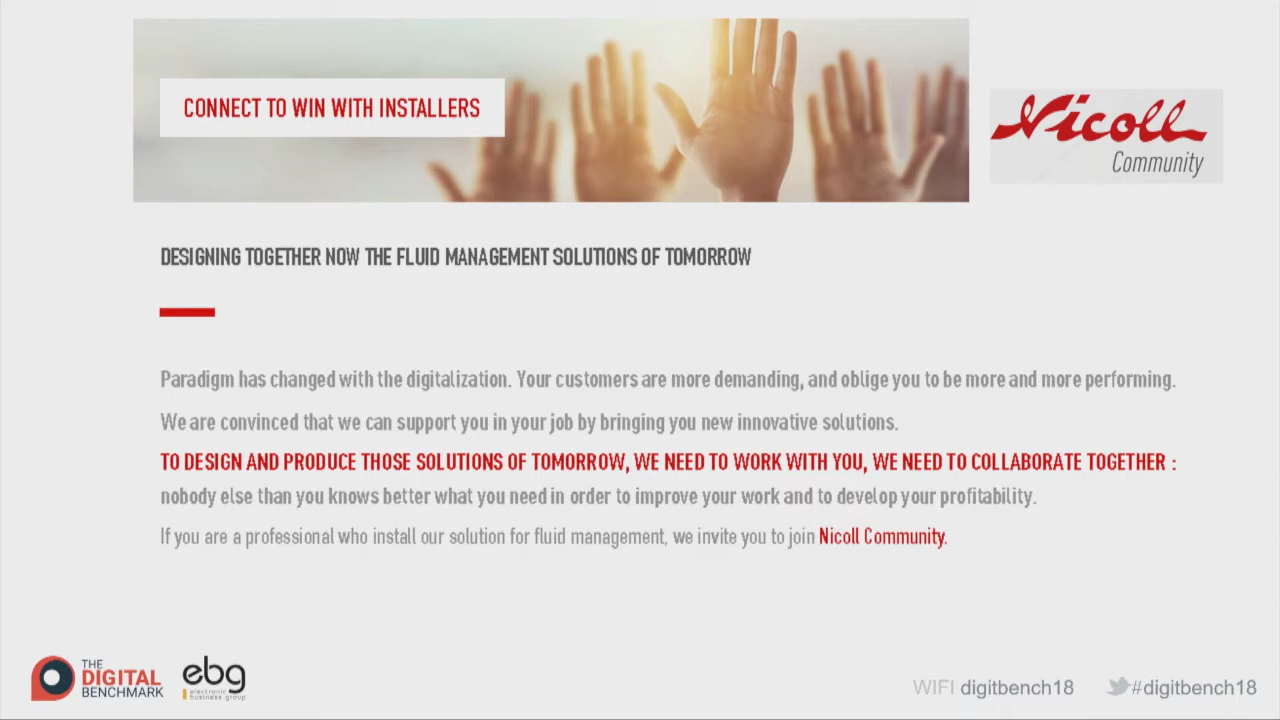 CONNECT TO WIN WITH INSTALLERS
Nicoll
Community
DESIGNING TOGETHER NOW THE FLUID MANAGEMENT SOLUTIONS OF TOMORROW
Paradigm has changed with the digitalization. Your customers are more demanding, and oblige you to be more and more performing.
We are convinced that we can support you in your job by bringing you new innovative solutions.
TO DESIGN AND PRODUCE THOSE SOLUTIONS OF TOMORROW, WE NEED TO WORK WITH YOU, WE NEED TO COLLABORATE TOGETHER :
nobody else than you knows better what you need in order to improve your work and to develop your profitability.
If you are a professional who install our solution for fluid management, we invite you to join Nicoll Community.
THE
DIGITAL
BENCHMARK
ebg
electronic
business group
WIFI digitbench18
#digitbench18